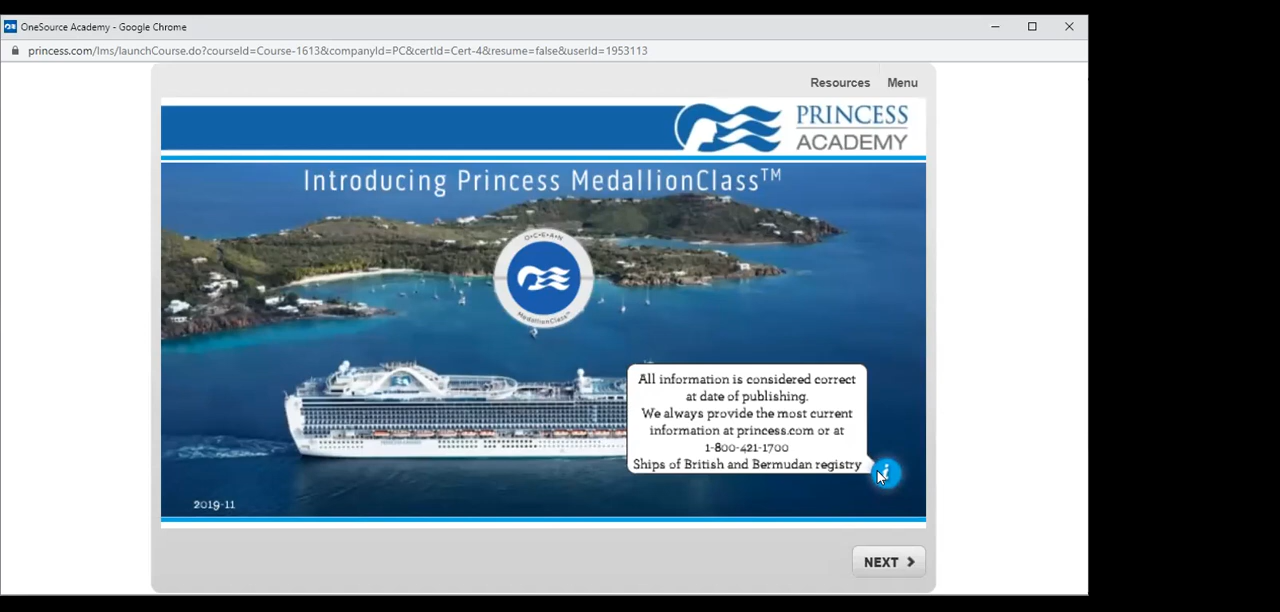 OneSource Academy - Google Chrome
princess.com/lms/launchCourse.do?courseId=Course-1613&companyId=PC&certId=Cert-4&resume=false&userId=1953113
Resources Menu
PRINCESS
ACADEMY
Introducing Princess MedallionClass™
O•C•E•A•N
MedallionClass™
All information is considered correct
at date of publishing.
We always provide the most current
information at princess.com or at
1-800-421-1700
Ships of British and Bermudan registry
i
2019-11
NEXT